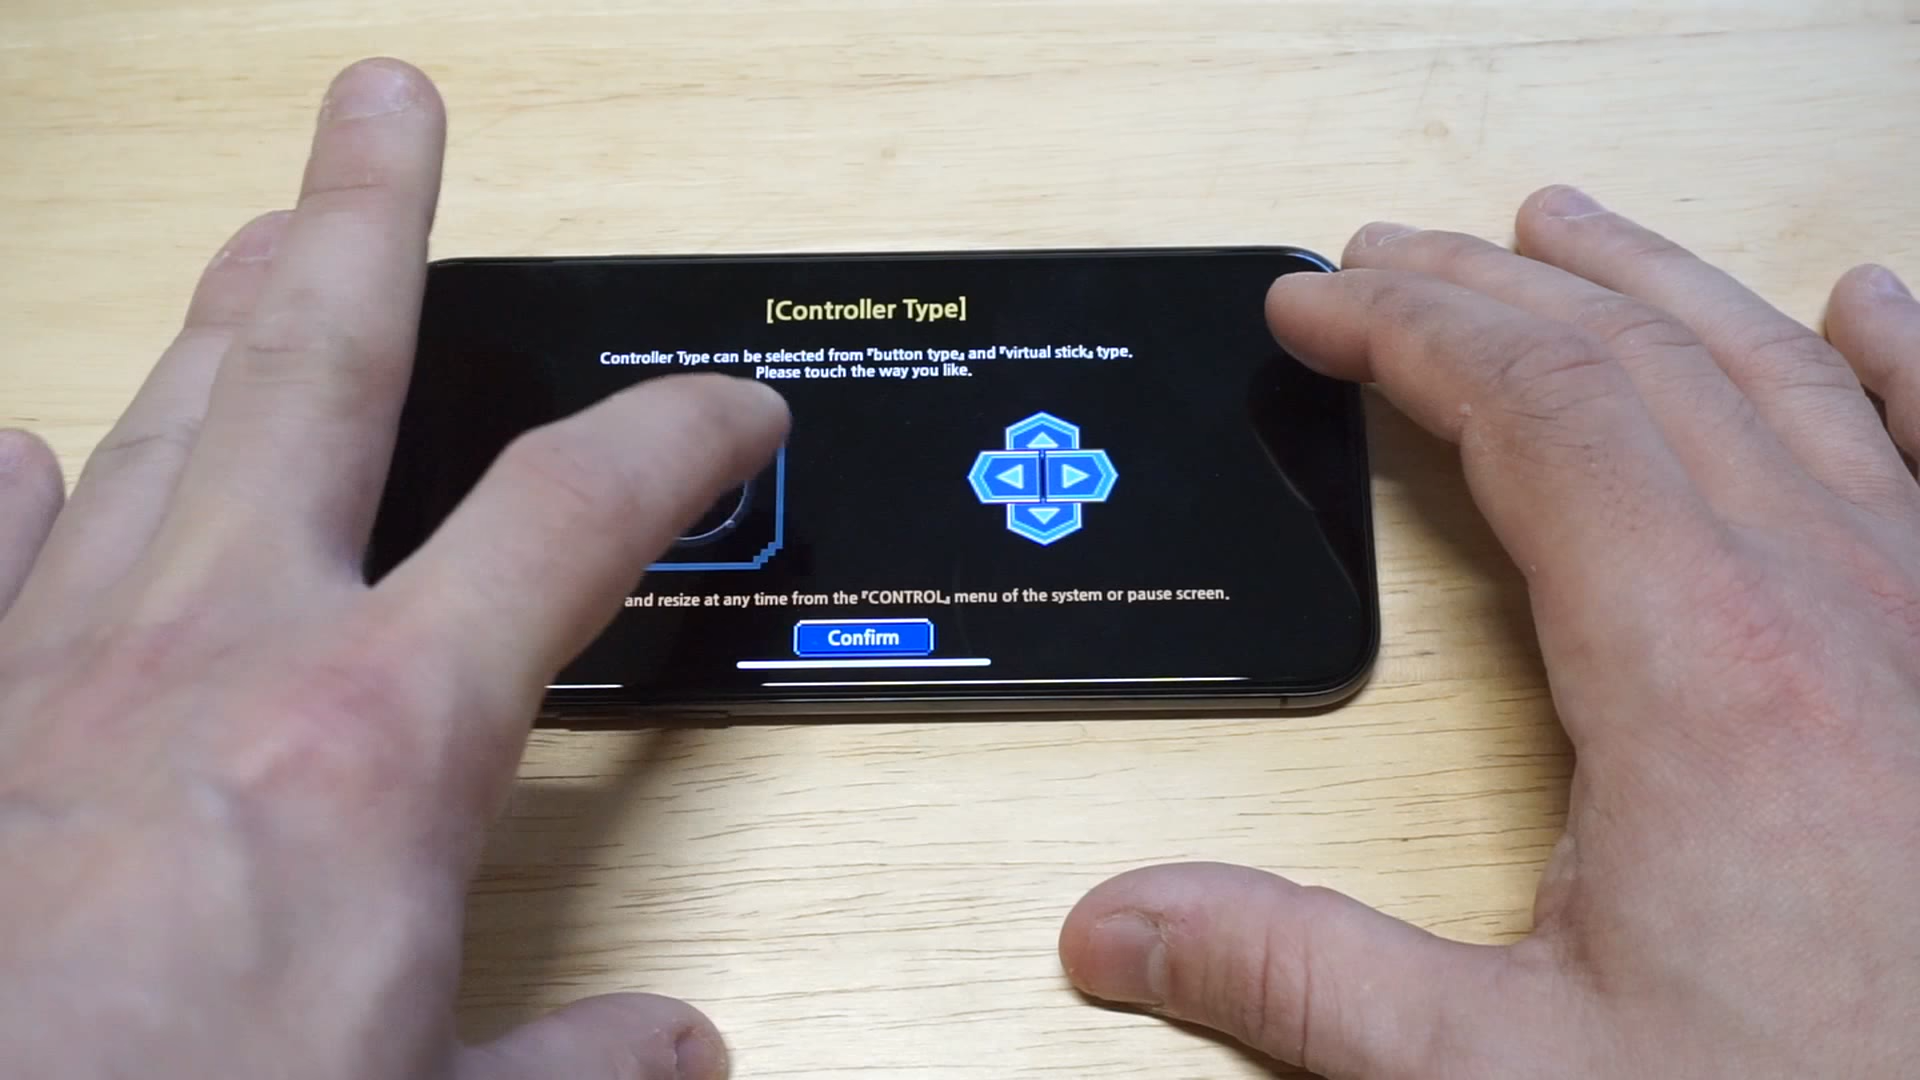 [Controller Type]
Controller Type can be selected from『button type』and『virtual stick』type.
Please touch the way you like.
and resize at any time from the『CONTROL』menu of the system or pause screen.
Confirm